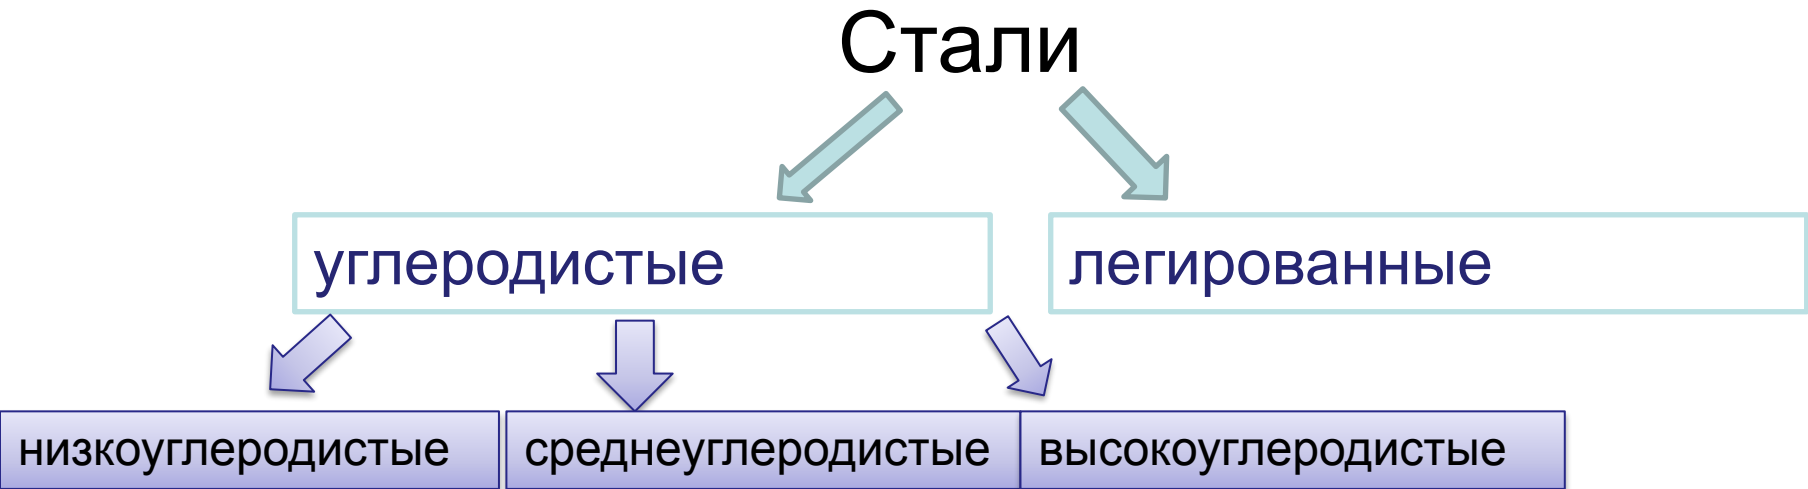 Стали
углеродистые
легированные
низкоуглеродистые
среднеуглеродистые
высокоуглеродистые